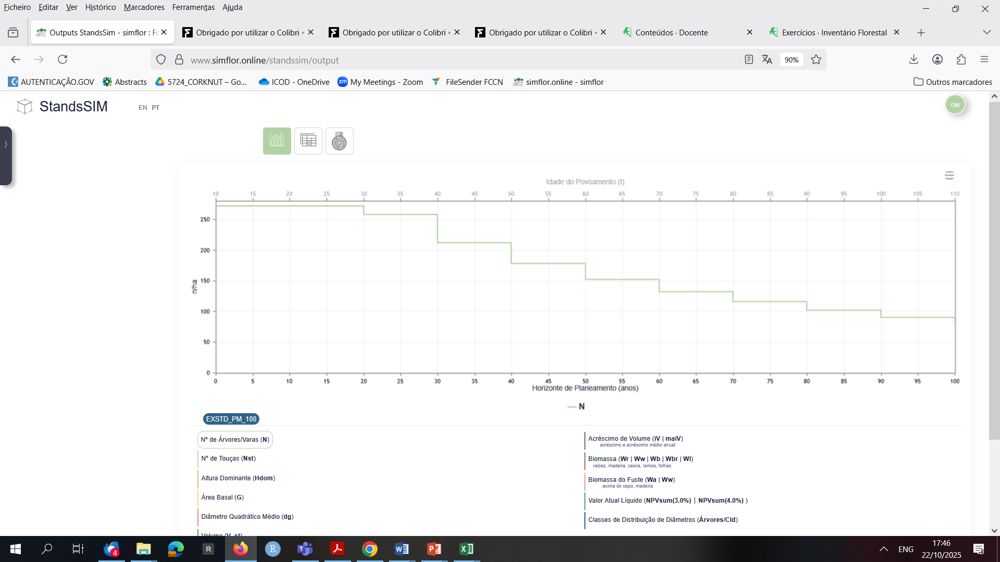 Ficheiro Editar Ver Histórico Marcadores Ferramentas Ajuda
Outputs StandsSim - simflor : Fo
Obrigado por utilizar o Colibri •
Obrigado por utilizar o Colibri •
Obrigado por utilizar o Colibri •
Conteúdos · Docente
Exercícios · Inventário Florestal
www.simflor.online/standssim/output
90%
AUTENTICAÇÃO.GOV
Abstracts
5724_CORKNUT – Go...
ICOD - OneDrive
zm My Meetings - Zoom
FileSender FCCN
simflor.online - simflor
Outros marcadores
StandsSIM
EN PT
ON
Idade do Povoamento (t)
10 15 20 25 30 35 40 45 50 55 60 65 70 75 80 85 90 95 100 105 110
250
200
150
100
50
0
n/ha
0 5 10 15 20 25 30 35 40 45 50 55 60 65 70 75 80 85 90 95 100
Horizonte de Planeamento (anos)
N
EXSTD_PM_100
Nº de Árvores/Varas (N)
Nº de Touças (Nst)
Altura Dominante (Hdom)
Área Basal (G)
Diâmetro Quadrático Médio (dg)
Volume (V, st)
Acréscimo de Volume (iV | maiV)
acréscimo e acréscimo médio anual
Biomassa (Wr | Ww | Wb | Wbr | Wl)
raizes, madeira, casca, ramos, folhas
Biomassa do Fuste (Wa | Ww)
acima do cepo, madeira
Valor Atual Líquido (NPVsum(3.0%) | NPVsum(4.0%) )
Classes de Distribuição de Diâmetros (Árvores/Cld)
4
R
R
ENG
17:46
22/10/2025